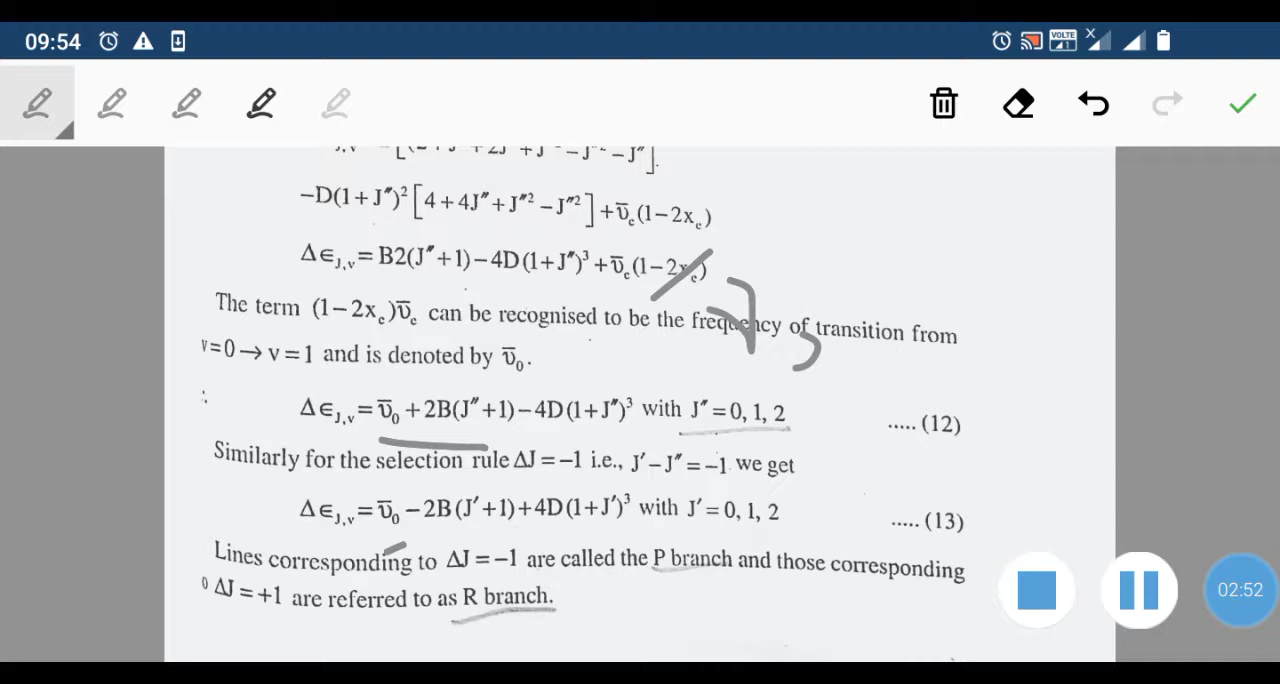 09:54
VOLTE 1 X
−D(1+J″)² [4+4J″+J″²−J″²]+ῡₑ(1−2xₑ)
Δ∈J,v = B2(J″+1)−4D(1+J″)³+ῡₑ(1−2xₑ)
The term (1−2xₑ)ῡₑ can be recognised to be the frequency of transition from
v=0→v=1 and is denoted by ῡ₀.
∴ Δ∈J,v = ῡ₀+2B(J″+1)−4D(1+J″)³ with J″=0, 1, 2 ..... (12)
Similarly for the selection rule ΔJ=−1 i.e., J′−J″=−1 we get
Δ∈J,v = ῡ₀−2B(J′+1)+4D(1+J′)³ with J′=0, 1, 2 ..... (13)
Lines corresponding to ΔJ=−1 are called the P branch and those corresponding
ΔJ=+1 are referred to as R branch.
02:52